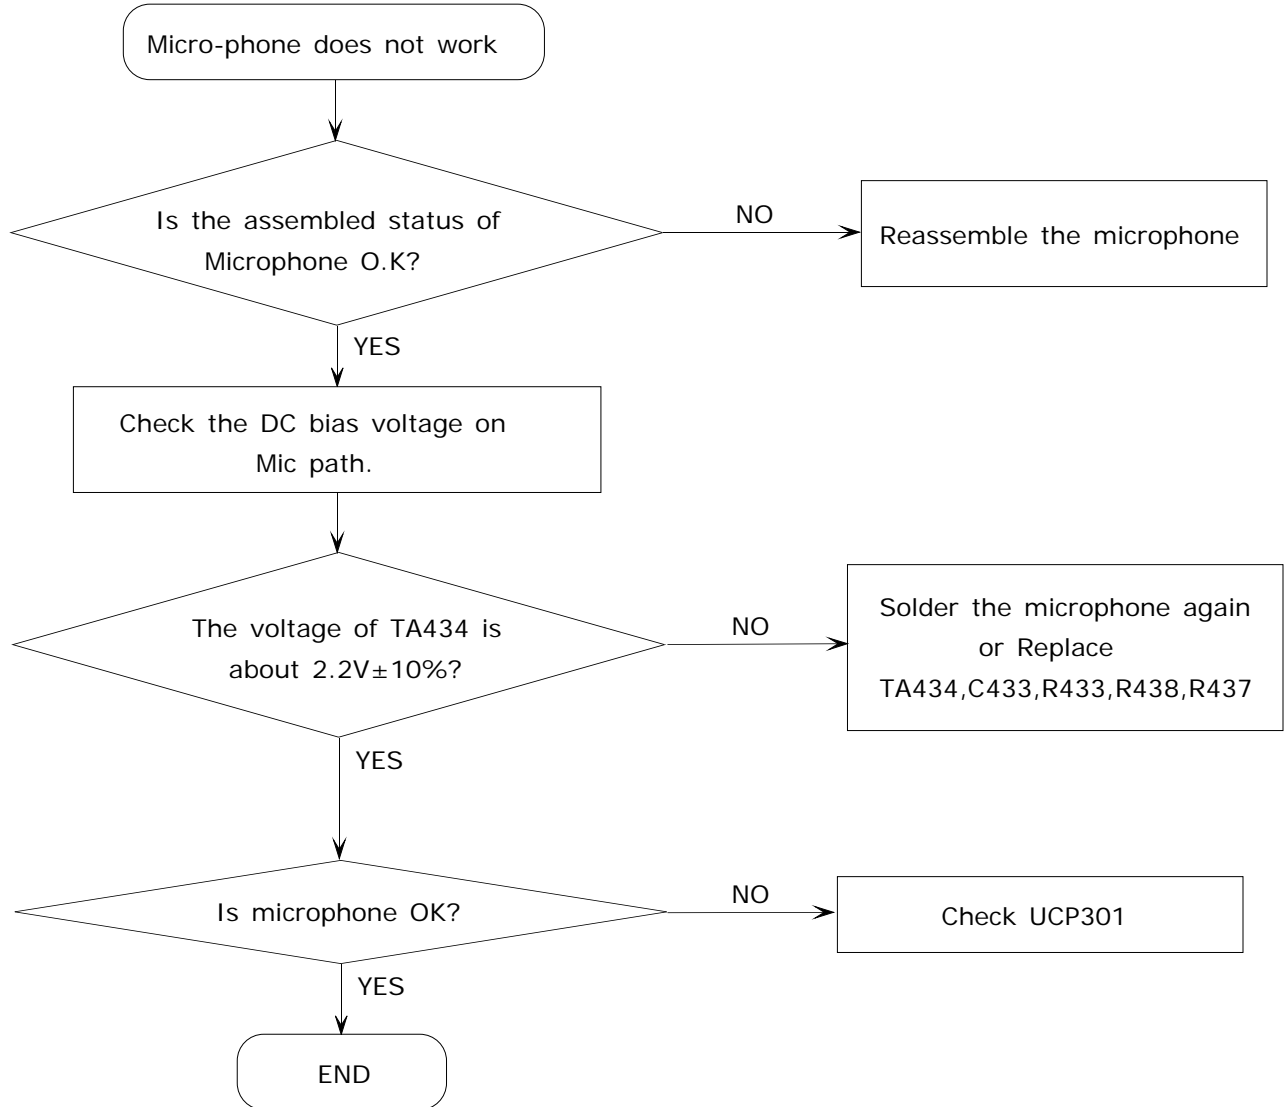 Micro-phone does not work
Is the assembled status of
Microphone O.K?
NO
Reassemble the microphone
YES
Check the DC bias voltage on
Mic path.
The voltage of TA434 is
about 2.2V±10%?
NO
Solder the microphone again
or Replace
TA434,C433,R433,R438,R437
YES
Is microphone OK?
NO
Check UCP301
YES
END